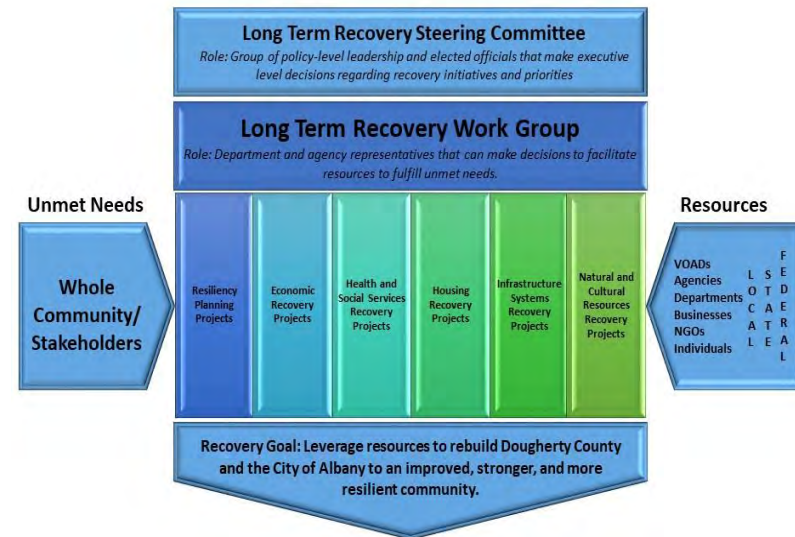 Long Term Recovery Steering Committee
Role: Group of policy-level leadership and elected officials that make executive
level decisions regarding recovery initiatives and priorities
Long Term Recovery Work Group
Role: Department and agency representatives that can make decisions to facilitate
resources to fulfill unmet needs.
Unmet Needs
Whole
Community/
Stakeholders
Resiliency
Planning
Projects
Economic
Recovery
Projects
Health and
Social Services
Recovery
Projects
Housing
Recovery
Projects
Infrastructure
Systems
Recovery
Projects
Natural and
Cultural
Resources
Recovery
Projects
Resources
VOADs
Agencies
Departments
Businesses
NGOs
Individuals
LOCAL
STATE
FEDERAL
Recovery Goal: Leverage resources to rebuild Dougherty County
and the City of Albany to an improved, stronger, and more
resilient community.